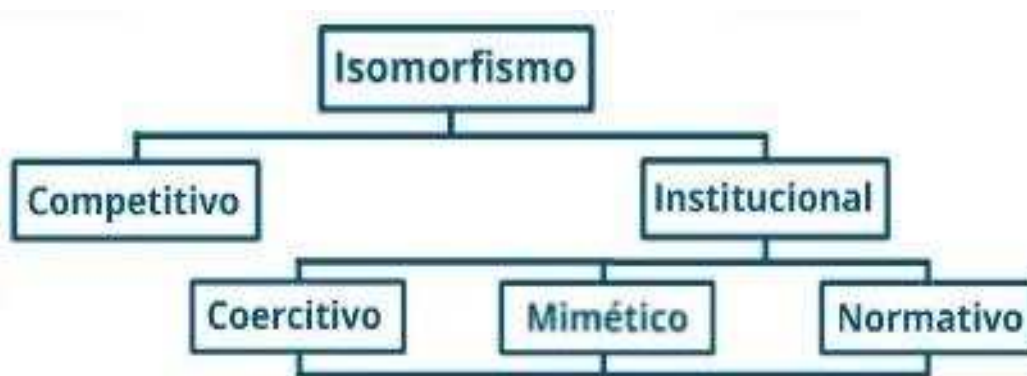 Isomorfismo
Competitivo
Institucional
Coercitivo
Mimético
Normativo